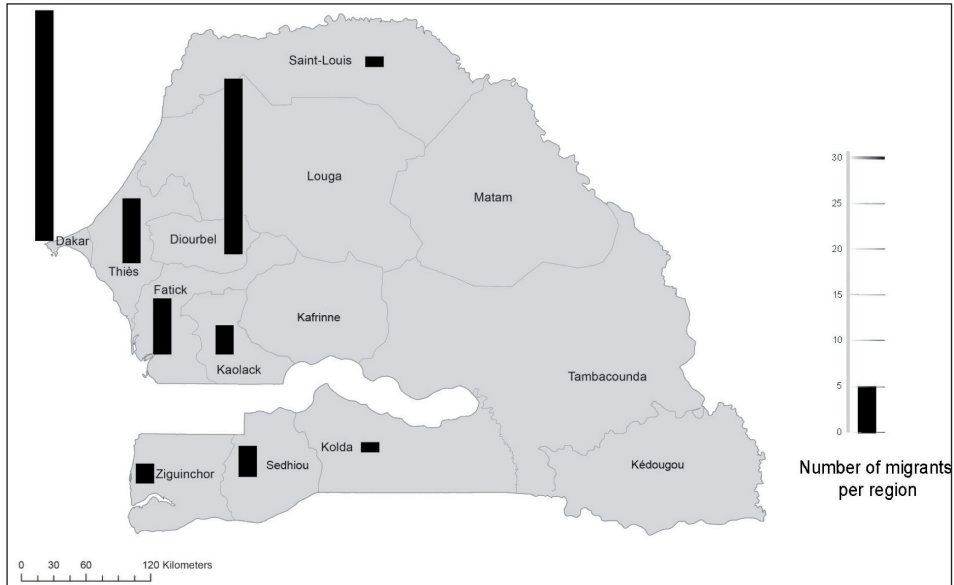 Saint-Louis
Louga
Matam
Dakar
Diourbel
Thiès
Fatick
Kafrinne
Kaolack
Tambacounda
Kolda
Ziguinchor
Sedhiou
Kédougou
30
25
20
15
10
5
0
Number of migrants
per region
0 30 60 120 Kilometers